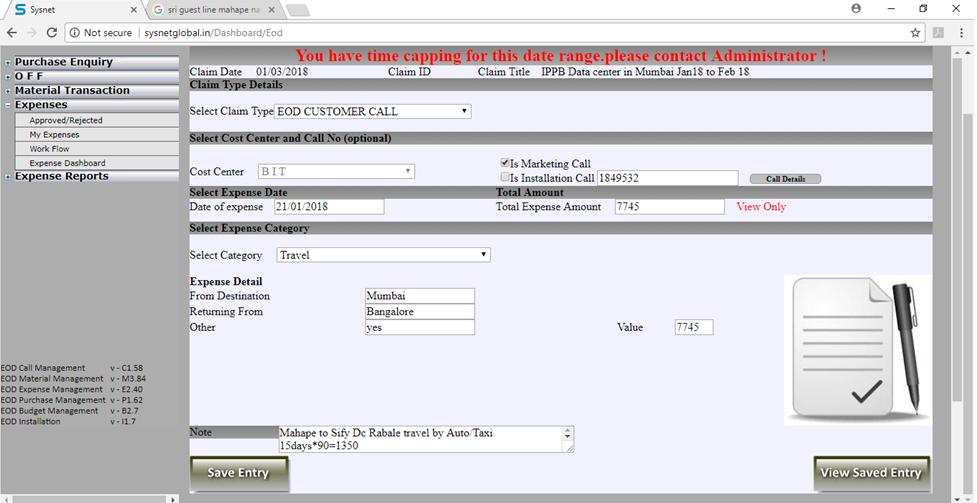 Sysnet
sri guest line mahape na
Not secure | sysnetglobal.in/Dashboard/Eod
You have time capping for this date range.please contact Administrator !
Purchase Enquiry
O F F
Material Transaction
Expenses
Approved/Rejected
My Expenses
Work Flow
Expense Dashboard
Expense Reports
Claim Date 01/03/2018 Claim ID Claim Title IPPB Data center in Mumbai Jan18 to Feb 18
Claim Type Details
Select Claim Type EOD CUSTOMER CALL
Select Cost Center and Call No (optional)
Is Marketing Call
Cost Center B I T
Is Installation Call 1849532 Call Details
Select Expense Date Total Amount
Date of expense 21/01/2018 Total Expense Amount 7745 View Only
Select Expense Category
Select Category Travel
Expense Detail
From Destination Mumbai
Returning From Bangalore
Other yes Value 7745
EOD Call Management v - C1.58
EOD Material Management v - M3.84
EOD Expense Management v - E2.40
EOD Purchase Management v - P1.62
EOD Budget Management v - B2.7
EOD Installation v - I1.7
Note Mahape to Sify Dc Rabale travel by Auto/Taxi
15days*90=1350
Save Entry View Saved Entry